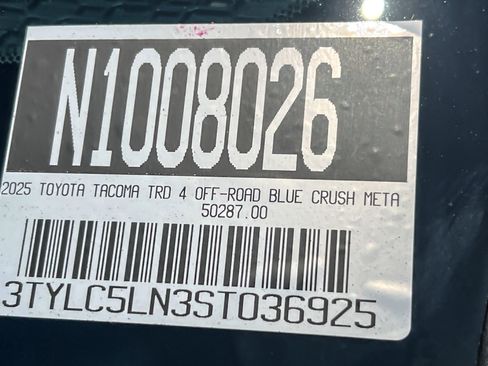 N1008026
2025 TOYOTA TACOMA TRD 4 OFF-ROAD BLUE CRUSH META
50287.00
3TYLC5LN3ST036925